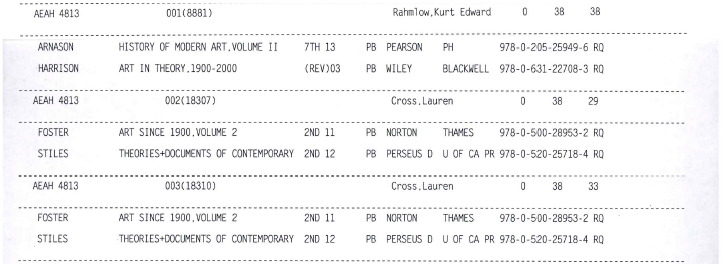 AEAH 4813 001(8881) Rahmlow,Kurt Edward 0 38 38
ARNASON HISTORY OF MODERN ART,VOLUME II 7TH 13 PB PEARSON PH 978-0-205-25949-6 RQ
HARRISON ART IN THEORY,1900-2000 (REV)03 PB WILEY BLACKWELL 978-0-631-22708-3 RQ
AEAH 4813 002(18307) Cross,Lauren 0 38 29
FOSTER ART SINCE 1900,VOLUME 2 2ND 11 PB NORTON THAMES 978-0-500-28953-2 RQ
STILES THEORIES+DOCUMENTS OF CONTEMPORARY 2ND 12 PB PERSEUS D U OF CA PR 978-0-520-25718-4 RQ
AEAH 4813 003(18310) Cross,Lauren 0 38 33
FOSTER ART SINCE 1900,VOLUME 2 2ND 11 PB NORTON THAMES 978-0-500-28953-2 RQ
STILES THEORIES+DOCUMENTS OF CONTEMPORARY 2ND 12 PB PERSEUS D U OF CA PR 978-0-520-25718-4 RQ